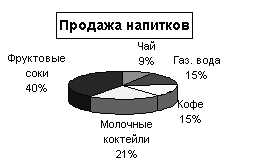 Продажа напитков
Чай
9%
Газ. вода
15%
Кофе
15%
Молочные
коктейли
21%
Фруктовые
соки
40%